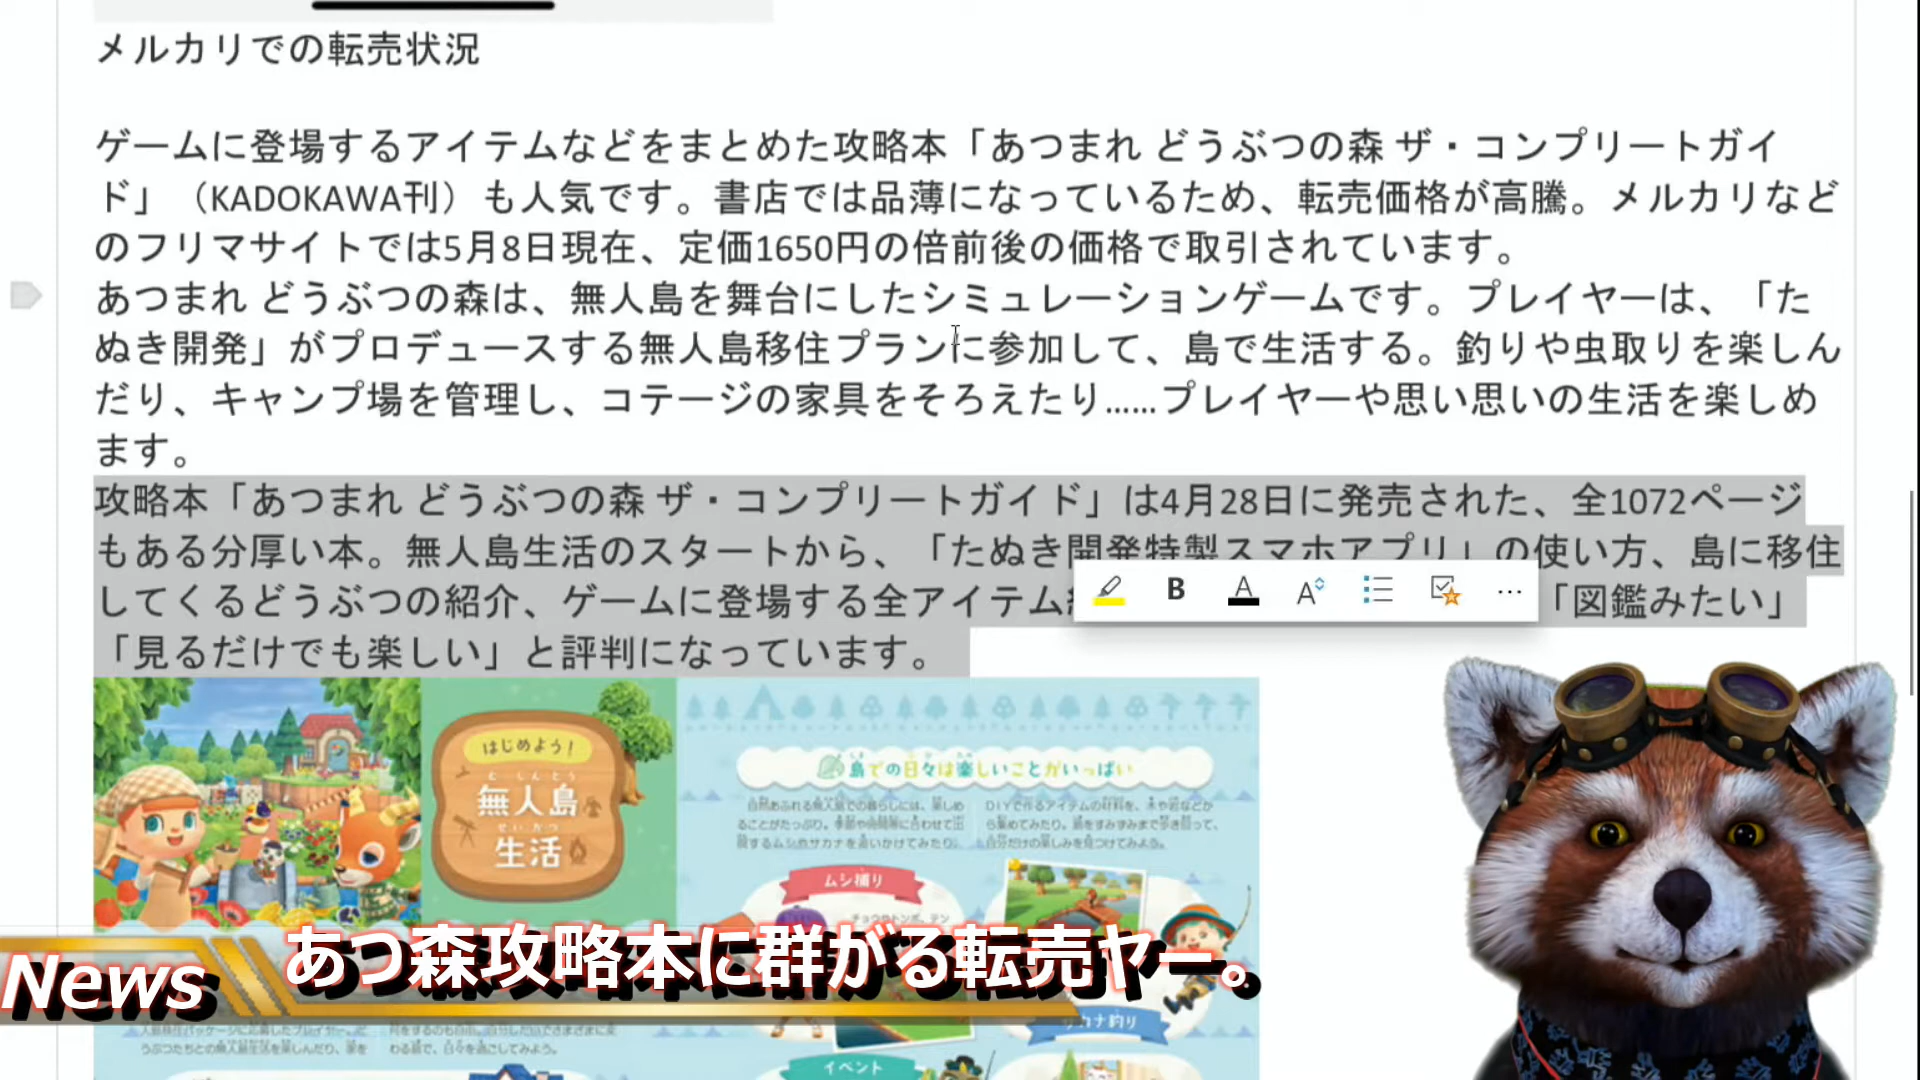 メルカリでの転売状況
ゲームに登場するアイテムなどをまとめた攻略本「あつまれ どうぶつの森 ザ・コンプリートガイ
ド」（KADOKAWA刊）も人気です。書店では品薄になっているため、転売価格が高騰。メルカリなど
のフリマサイトでは5月8日現在、定価1650円の倍前後の価格で取引されています。
あつまれ どうぶつの森は、無人島を舞台にしたシミュレーションゲームです。プレイヤーは、「た
ぬき開発」がプロデュースする無人島移住プランに参加して、島で生活する。釣りや虫取りを楽しん
だり、キャンプ場を管理し、コテージの家具をそろえたり……プレイヤーや思い思いの生活を楽しめ
ます。
攻略本「あつまれ どうぶつの森 ザ・コンプリートガイド」は4月28日に発売された、全1072ページ
もある分厚い本。無人島生活のスタートから、「たぬき開発特製スマホアプリ」の使い方、島に移住
してくるどうぶつの紹介、ゲームに登場する全アイテム
「図鑑みたい」
「見るだけでも楽しい」と評判になっています。
B
A
A
はじめよう！
むじんとう
無人島
せいかつ
生活
島での日々は楽しいことがいっぱい
ムシ捕り
News
あつ森攻略本に群がる転売ヤー。
カナ釣り
イベント